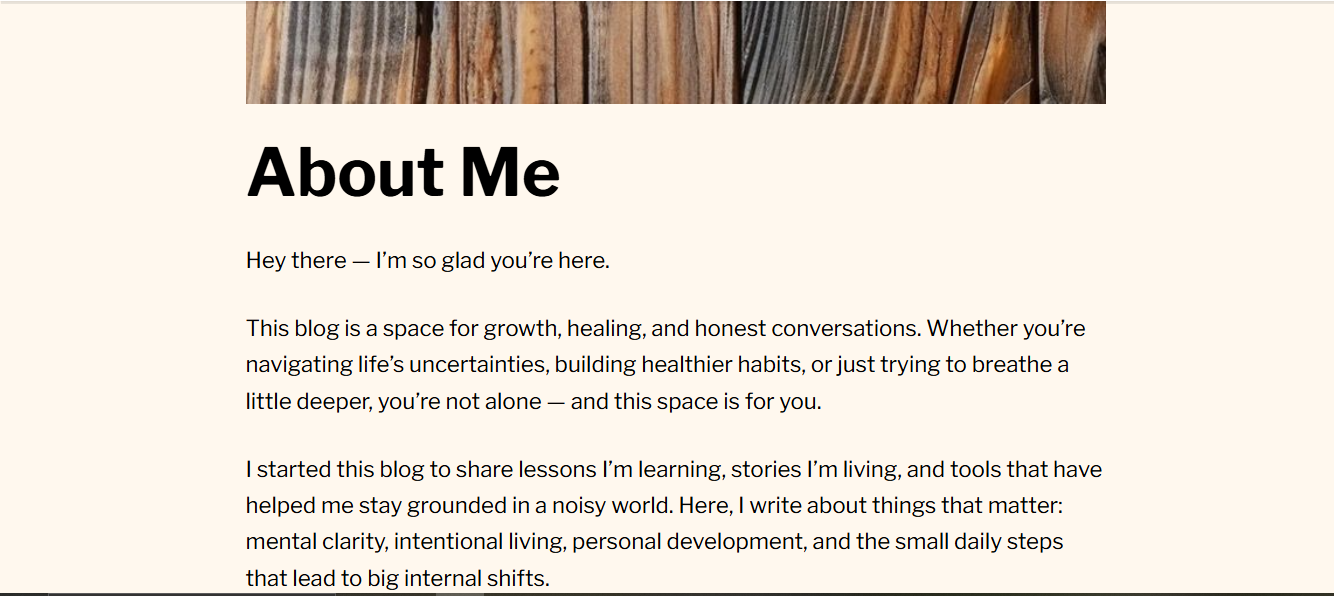 About Me
Hey there — I’m so glad you’re here.
This blog is a space for growth, healing, and honest conversations. Whether you’re
navigating life’s uncertainties, building healthier habits, or just trying to breathe a
little deeper, you’re not alone — and this space is for you.
I started this blog to share lessons I’m learning, stories I’m living, and tools that have
helped me stay grounded in a noisy world. Here, I write about things that matter:
mental clarity, intentional living, personal development, and the small daily steps
that lead to big internal shifts.